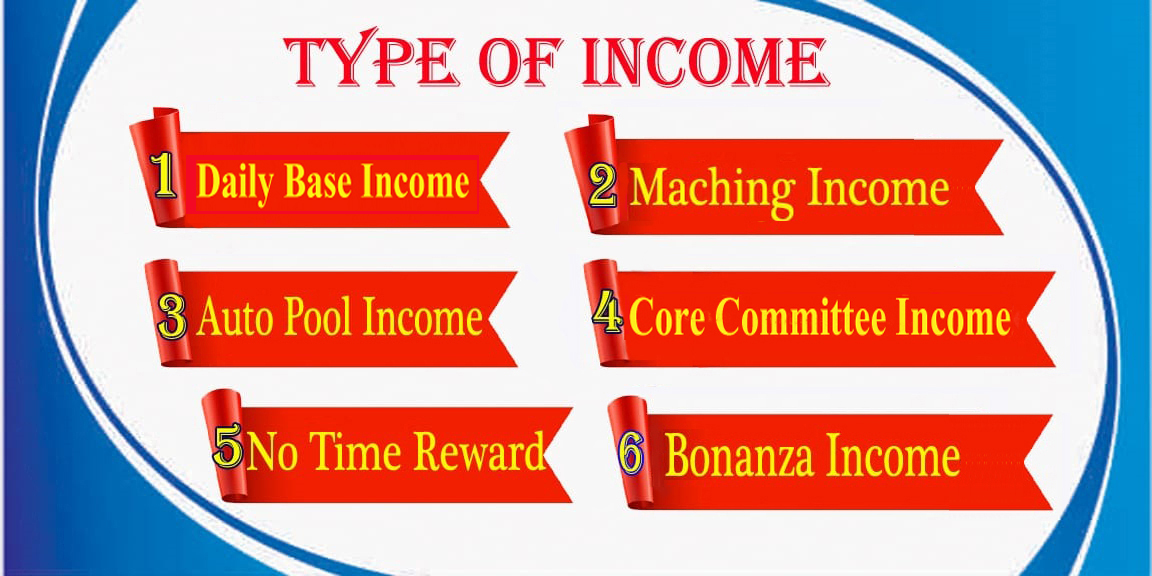 TYPE OF INCOME
1 Daily Base Income
2 Maching Income
3 Auto Pool Income
4 Core Committee Income
5 No Time Reward
6 Bonanza Income